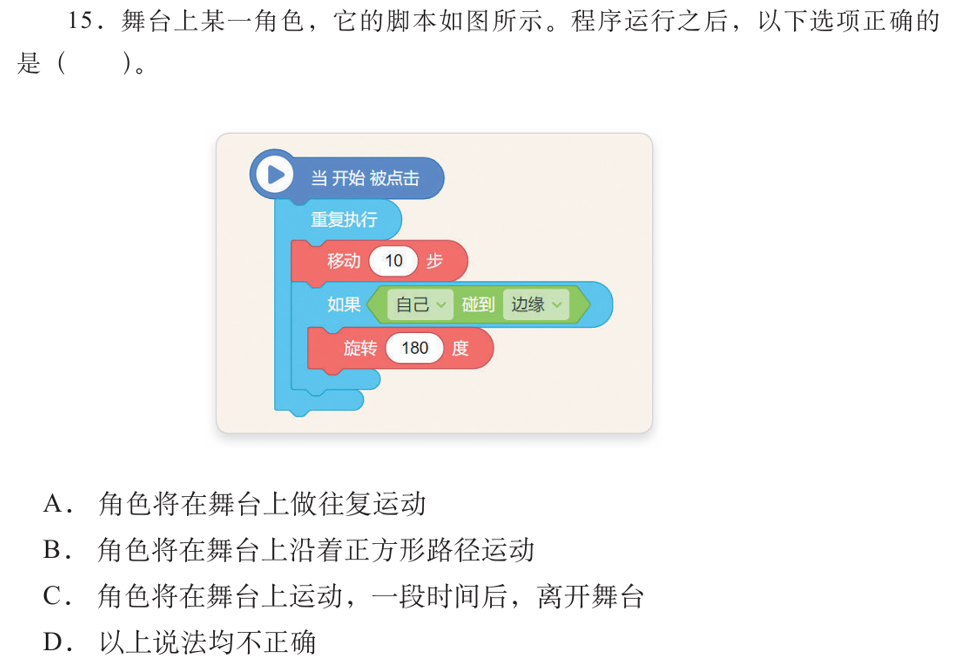 15．舞台上某一角色，它的脚本如图所示。程序运行之后，以下选项正确的
是（　　）。
当 开始 被点击
重复执行
移动 10 步
如果 自己 碰到 边缘
旋转 180 度
A． 角色将在舞台上做往复运动
B． 角色将在舞台上沿着正方形路径运动
C． 角色将在舞台上运动，一段时间后，离开舞台
D． 以上说法均不正确